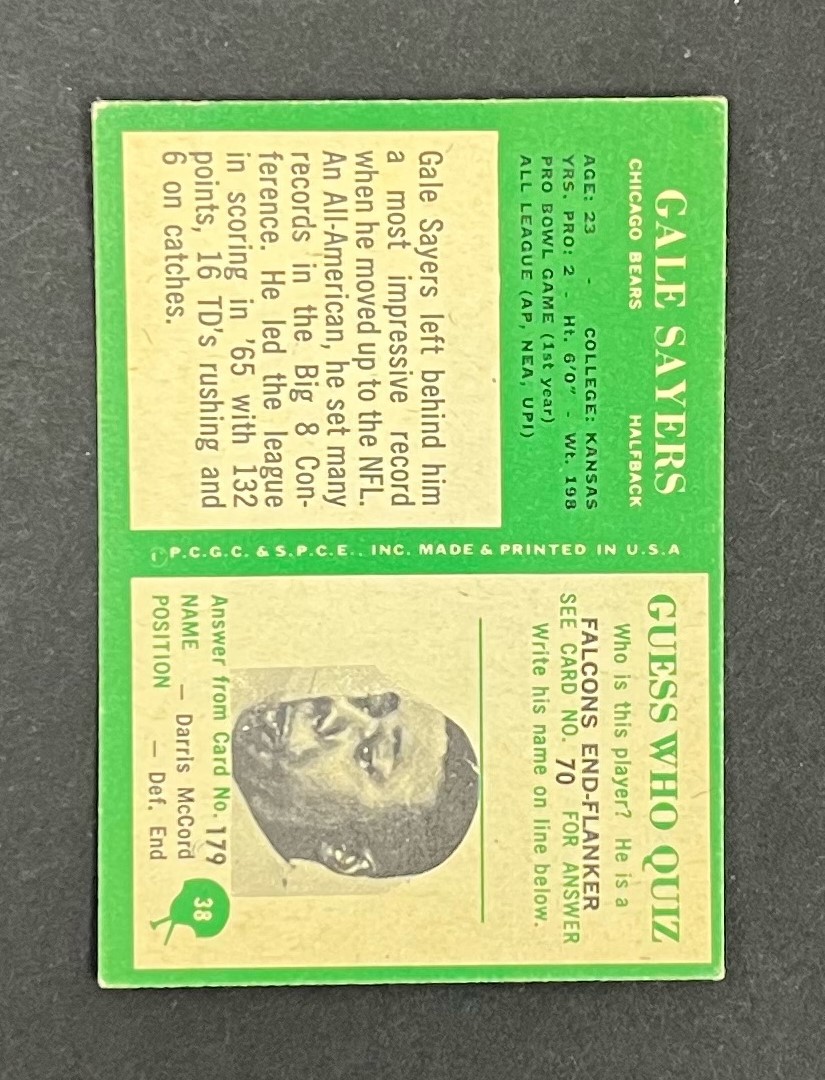 GALE SAYERS
CHICAGO BEARS HALFBACK
AGE: 23 - COLLEGE: KANSAS
YRS. PRO: 2 - Ht. 6'0" - Wt. 198
PRO BOWL GAME (1st year)
ALL LEAGUE (AP, NEA, UPI)
Gale Sayers left behind him
a most impressive record
when he moved up to the NFL.
An All-American, he set many
records in the Big 8 Con-
ference. He led the league
in scoring in '65 with 132
points, 16 TD's rushing and
6 on catches.
P.C.G.C. & S.P.C.E., INC. MADE & PRINTED IN U.S.A
GUESS WHO QUIZ
Who is this player? He is a
FALCONS END-FLANKER
SEE CARD NO. 70 FOR ANSWER
Write his name on line below.
Answer from Card No. 179
NAME — Darris McCord
POSITION — Def. End
38